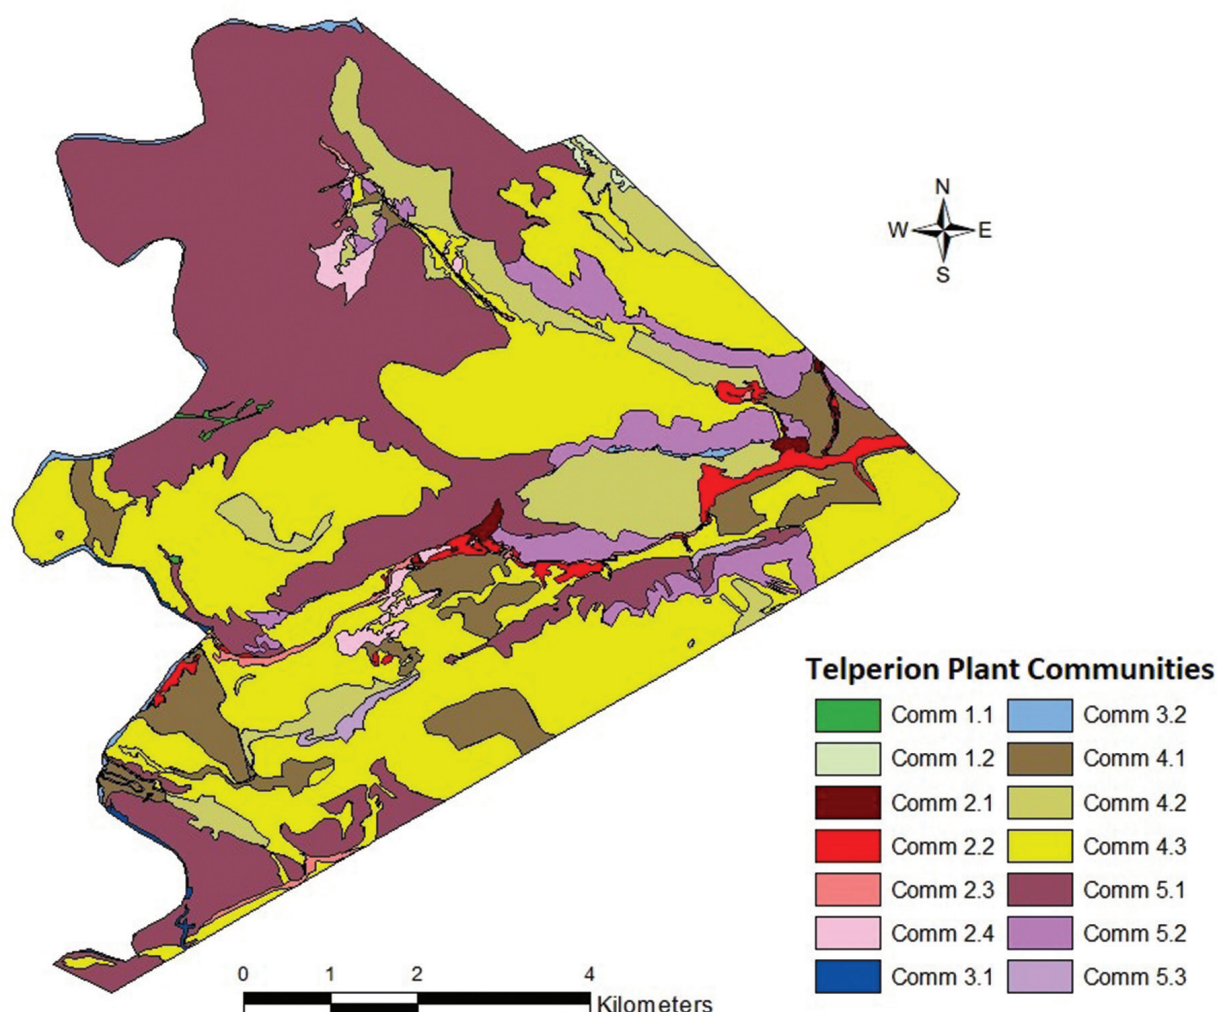 N
W E
S
Telperion Plant Communities
Comm 1.1 Comm 3.2
Comm 1.2 Comm 4.1
Comm 2.1 Comm 4.2
Comm 2.2 Comm 4.3
Comm 2.3 Comm 5.1
Comm 2.4 Comm 5.2
Comm 3.1 Comm 5.3
0 1 2 4
Kilometers